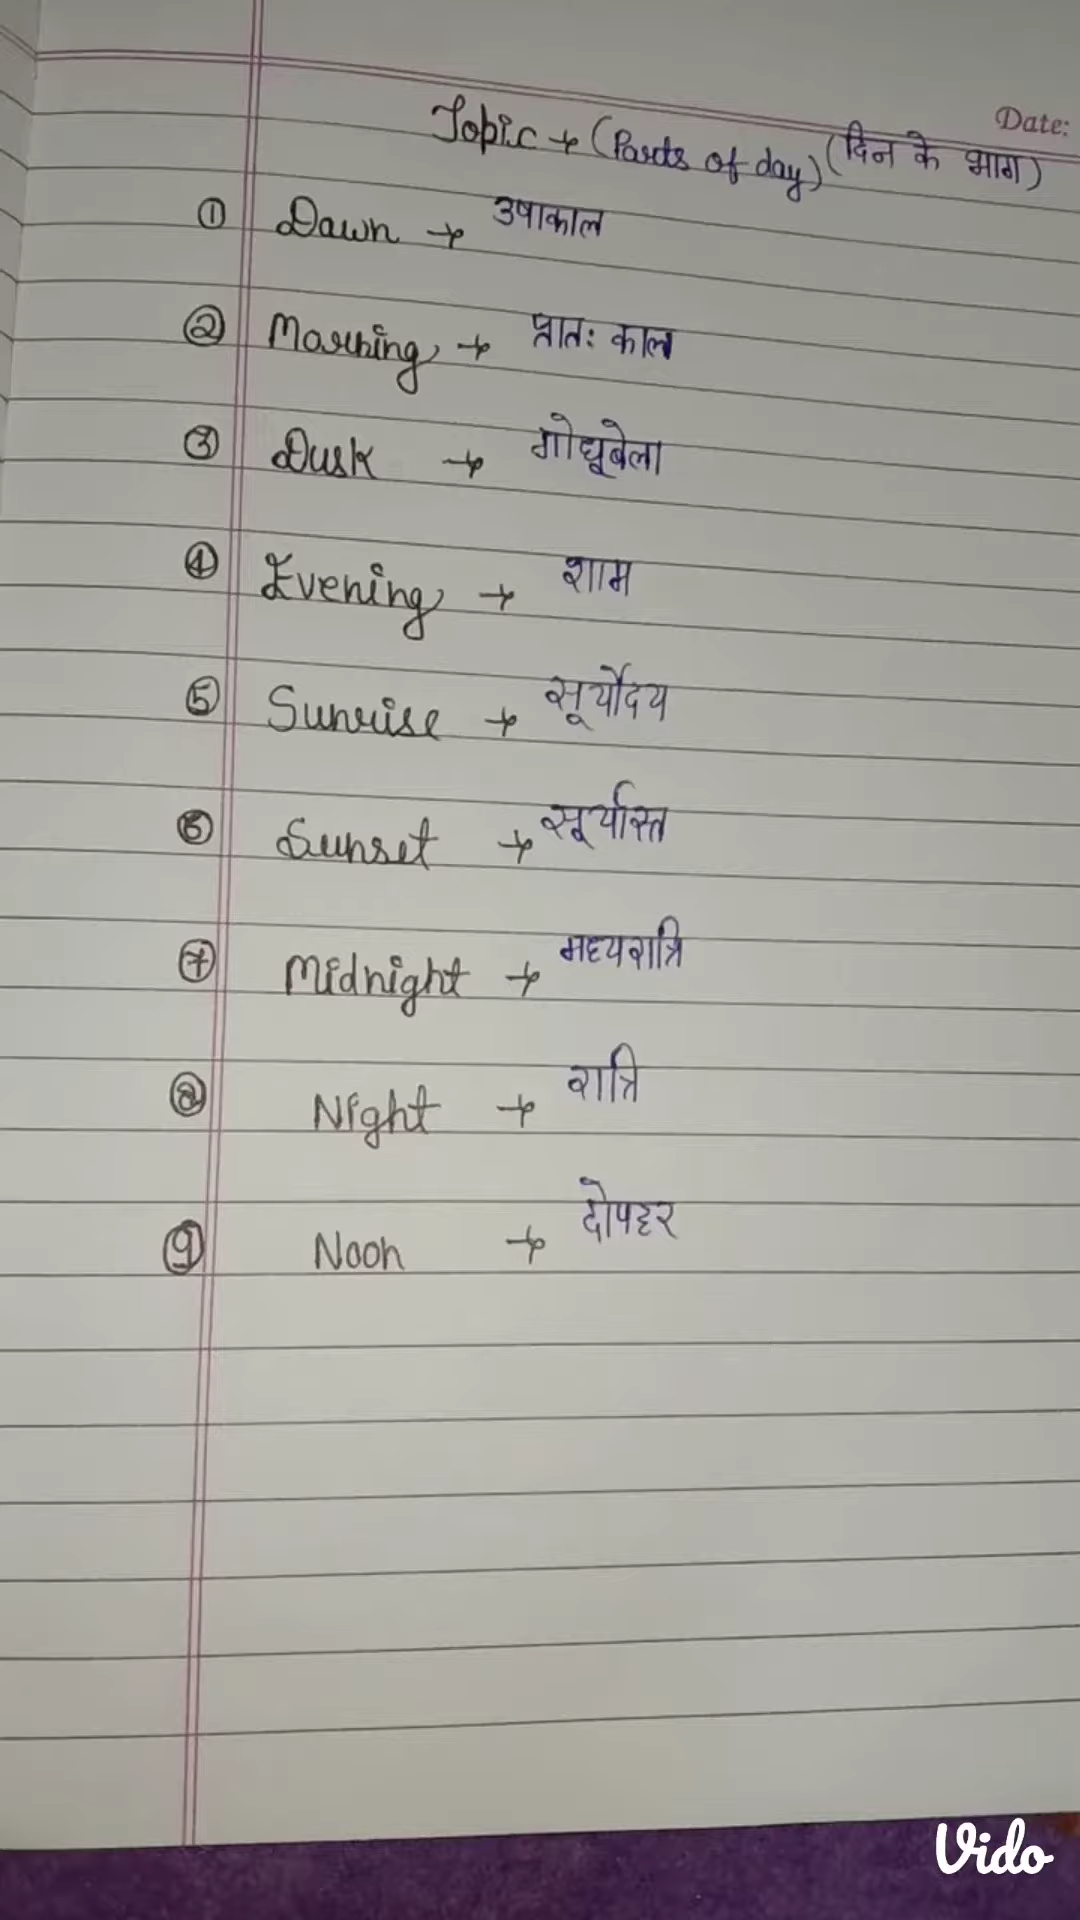 Date:
Topic → (Parts of day) (दिन के भाग)
① Dawn → उषाकाल
② Morning → प्रातः काल
③ Dusk → गोधूबेला
④ Evening → शाम
⑤ Sunrise → सूर्योदय
⑥ Sunset → सूर्यास्त
⑦ Midnight → मध्यरात्रि
⑧ Night → रात्रि
⑨ Noon → दोपहर
Vido